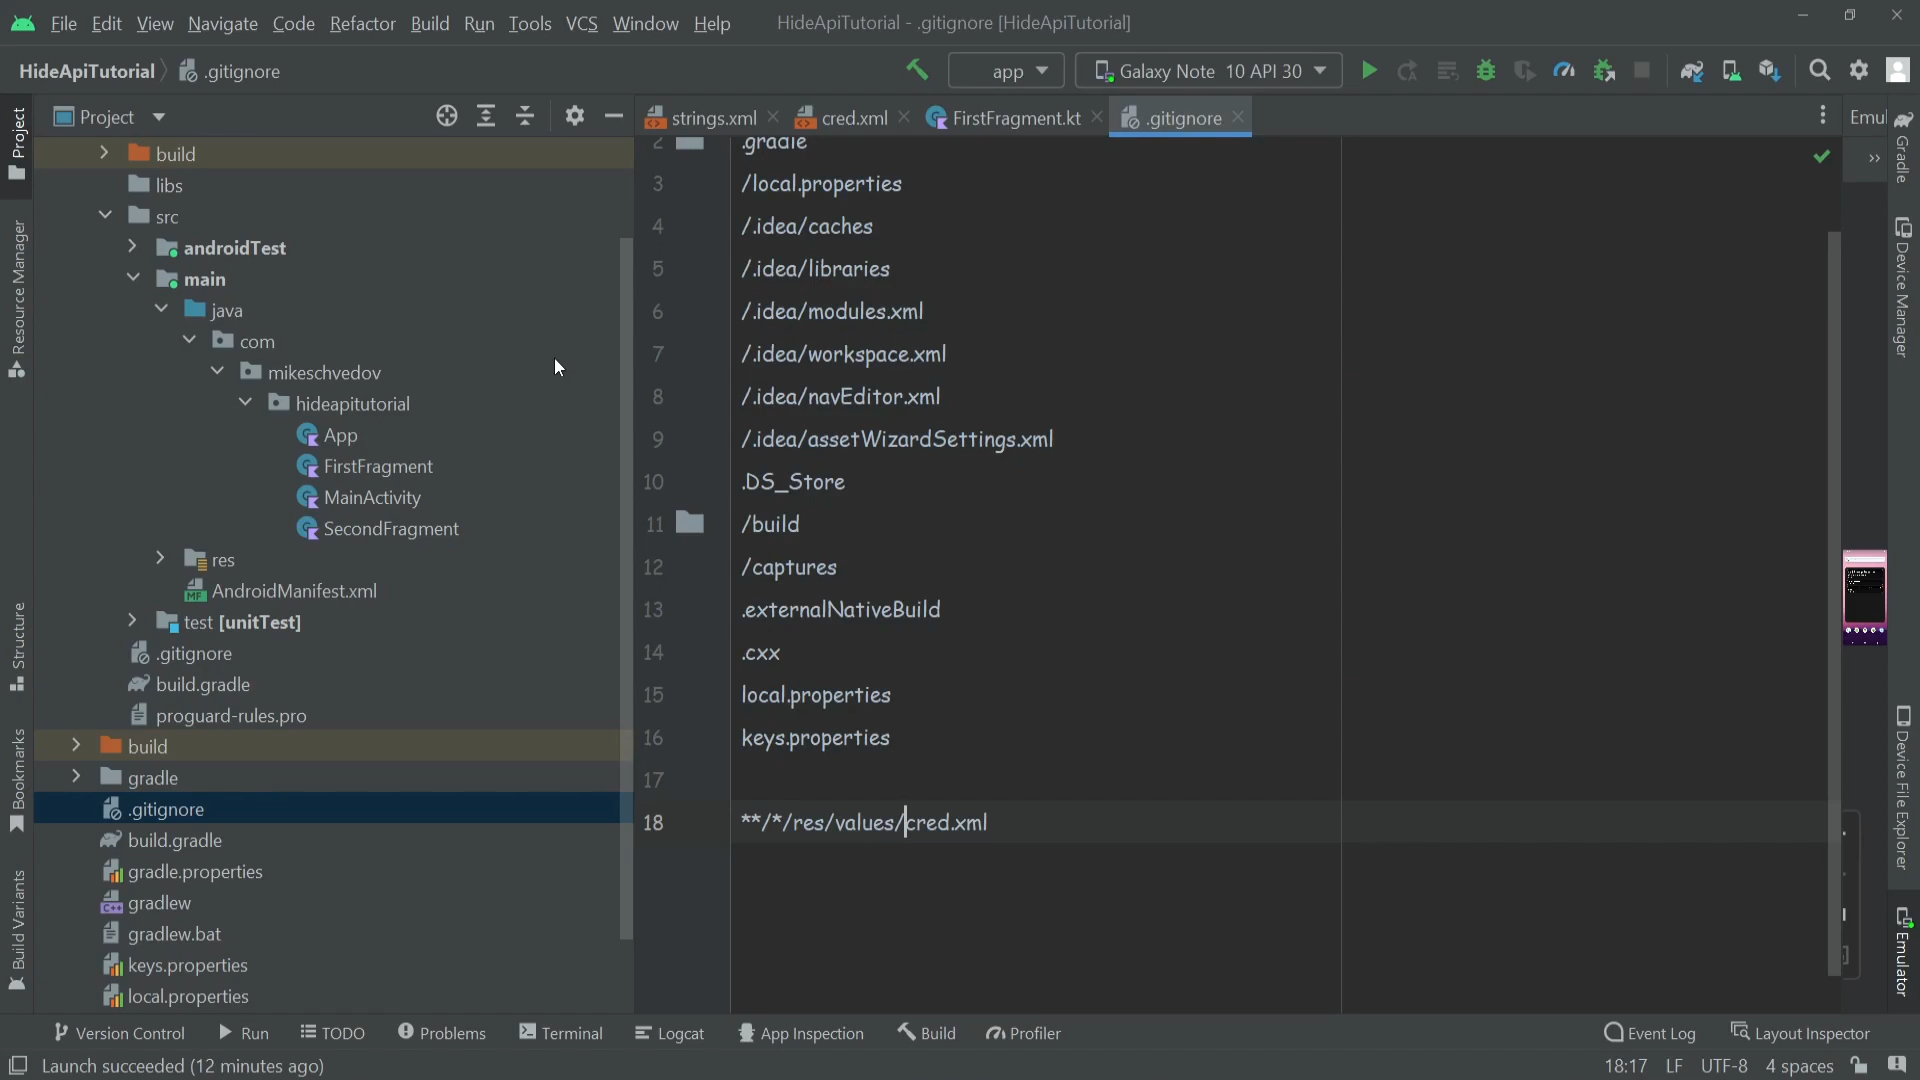 File Edit View Navigate Code Refactor Build Run Tools VCS Window Help HideApiTutorial - .gitignore [HideApiTutorial]
HideApiTutorial .gitignore app Galaxy Note 10 API 30
Project strings.xml cred.xml FirstFragment.kt .gitignore Emul
Project
Resource Manager
Structure
Bookmarks
Build Variants
build
libs
src
androidTest
main
java
com
mikeschvedov
hideapitutorial
App
FirstFragment
MainActivity
SecondFragment
res
AndroidManifest.xml
test [unitTest]
.gitignore
build.gradle
proguard-rules.pro
build
gradle
.gitignore
build.gradle
gradle.properties
gradlew
gradlew.bat
keys.properties
local.properties
2 .gradle
3 /local.properties
4 /.idea/caches
5 /.idea/libraries
6 /.idea/modules.xml
7 /.idea/workspace.xml
8 /.idea/navEditor.xml
9 /.idea/assetWizardSettings.xml
10 .DS_Store
11 /build
12 /captures
13 .externalNativeBuild
14 .cxx
15 local.properties
16 keys.properties
17
18 **/*/res/values/cred.xml
Gradle
Device Manager
Device File Explorer
Emulator
Version Control Run TODO Problems Terminal Logcat App Inspection Build Profiler Event Log Layout Inspector
Launch succeeded (12 minutes ago) 18:17 LF UTF-8 4 spaces